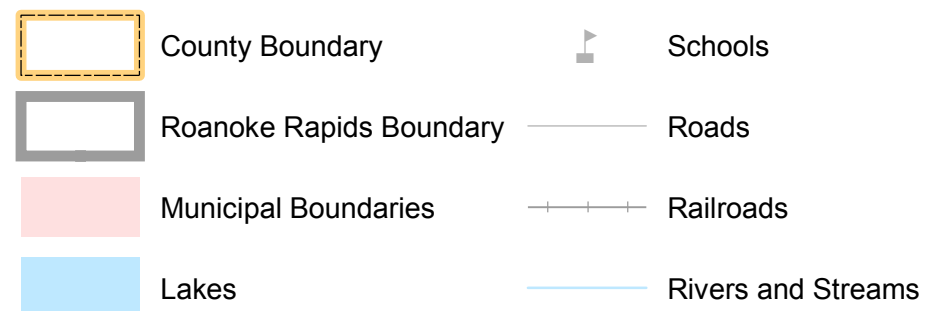 County Boundary
Schools
Roanoke Rapids Boundary
Roads
Municipal Boundaries
Railroads
Lakes
Rivers and Streams